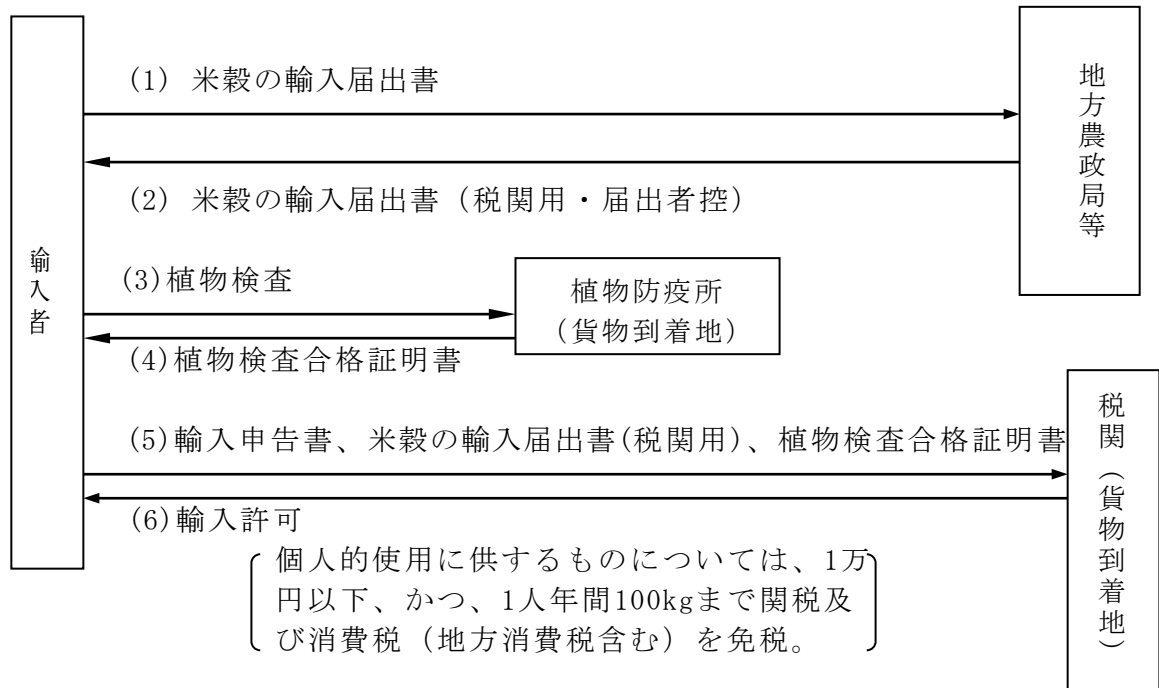 (1) 米穀の輸入届出書
地方農政局等
(2) 米穀の輸入届出書（税関用・届出者控）
輸入者
(3)植物検査
植物防疫所
(貨物到着地)
(4)植物検査合格証明書
(5)輸入申告書、米穀の輸入届出書(税関用)、植物検査合格証明書
税関（貨物到着地）
(6)輸入許可
個人的使用に供するものについては、1万
円以下、かつ、1人年間100kgまで関税及
び消費税（地方消費税含む）を免税。